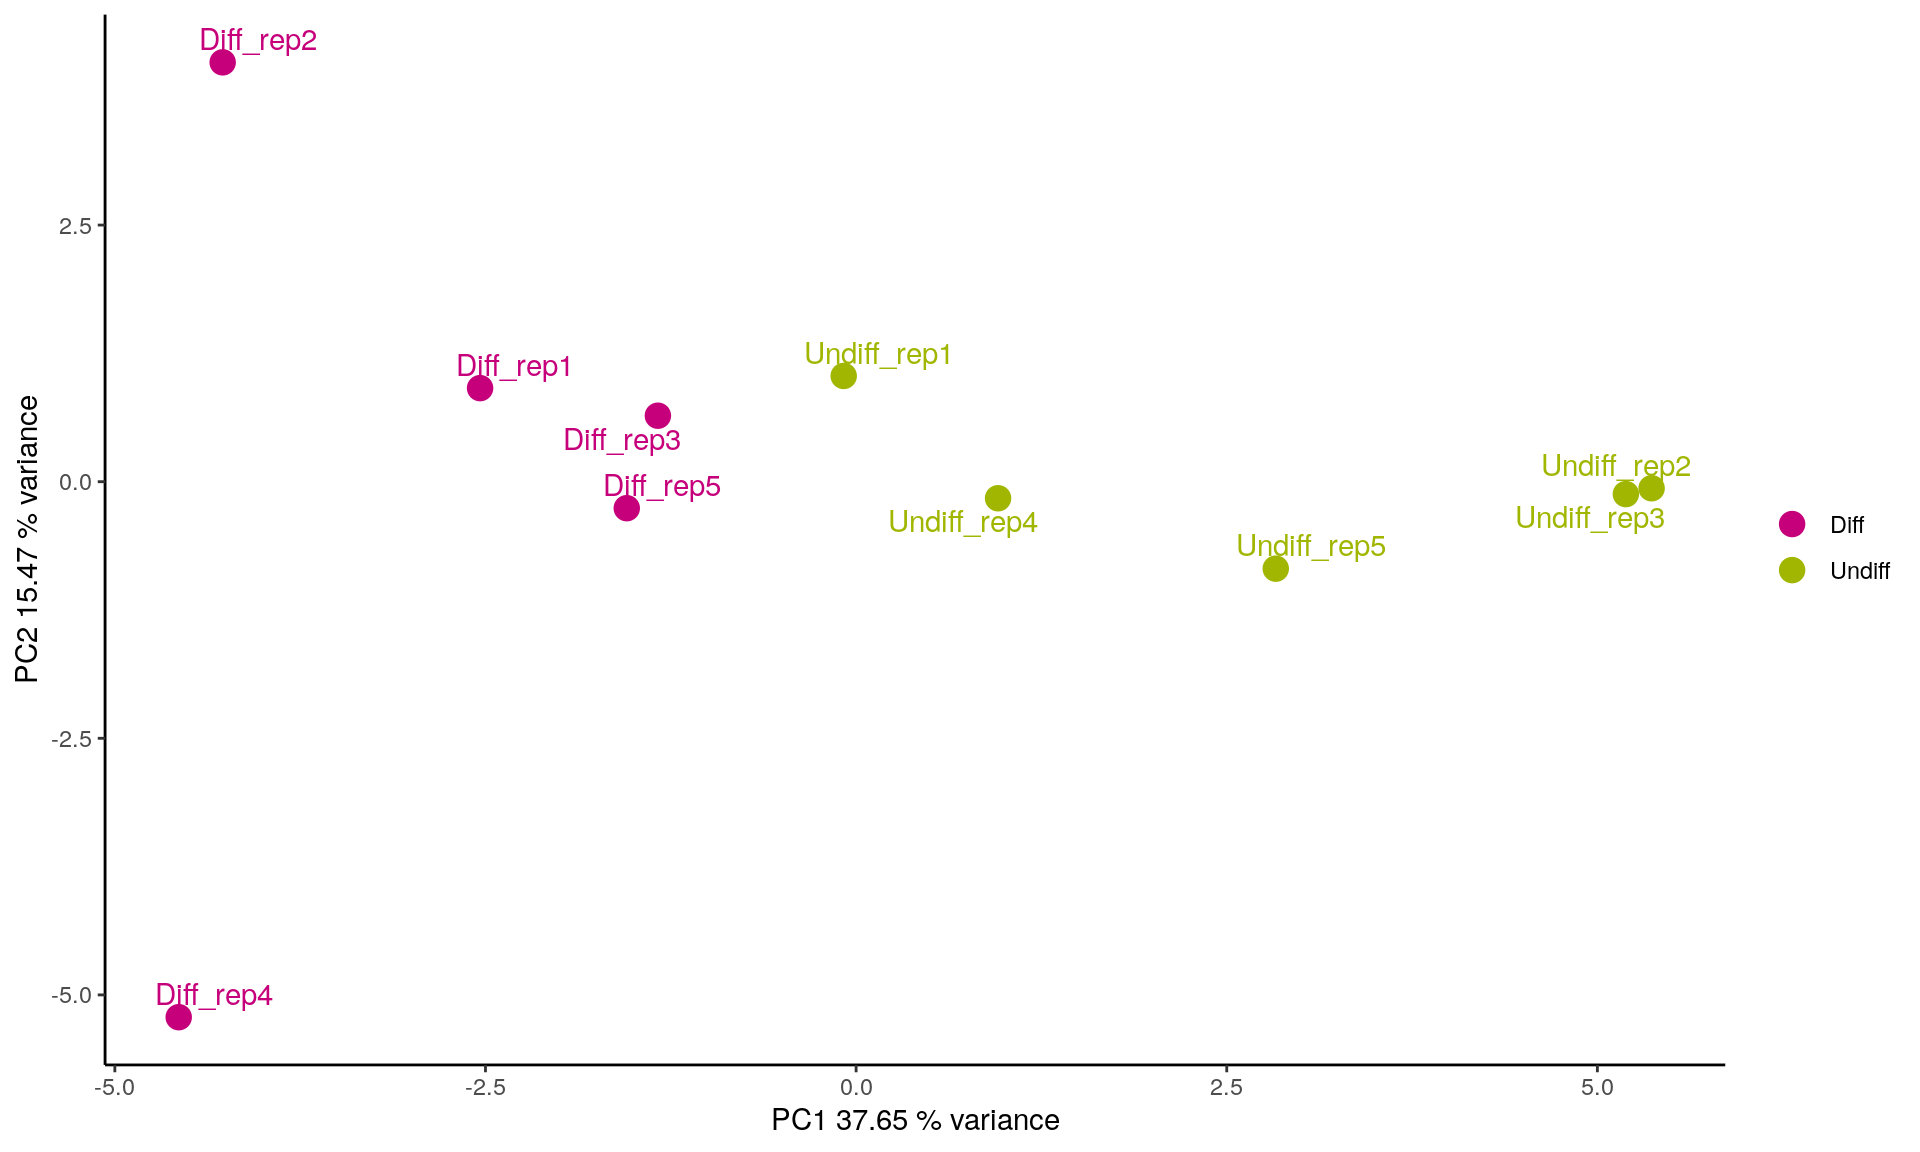 Diff_rep2
2.5
Undiff_rep1
Diff_rep1
Diff_rep3
Undiff_rep2
0.0
Diff_rep5
Undiff_rep4
Undiff_rep3
Undiff_rep5
Diff
Undiff
PC2 15.47 % variance
-2.5
-5.0
Diff_rep4
-5.0
-2.5
0.0
2.5
5.0
PC1 37.65 % variance